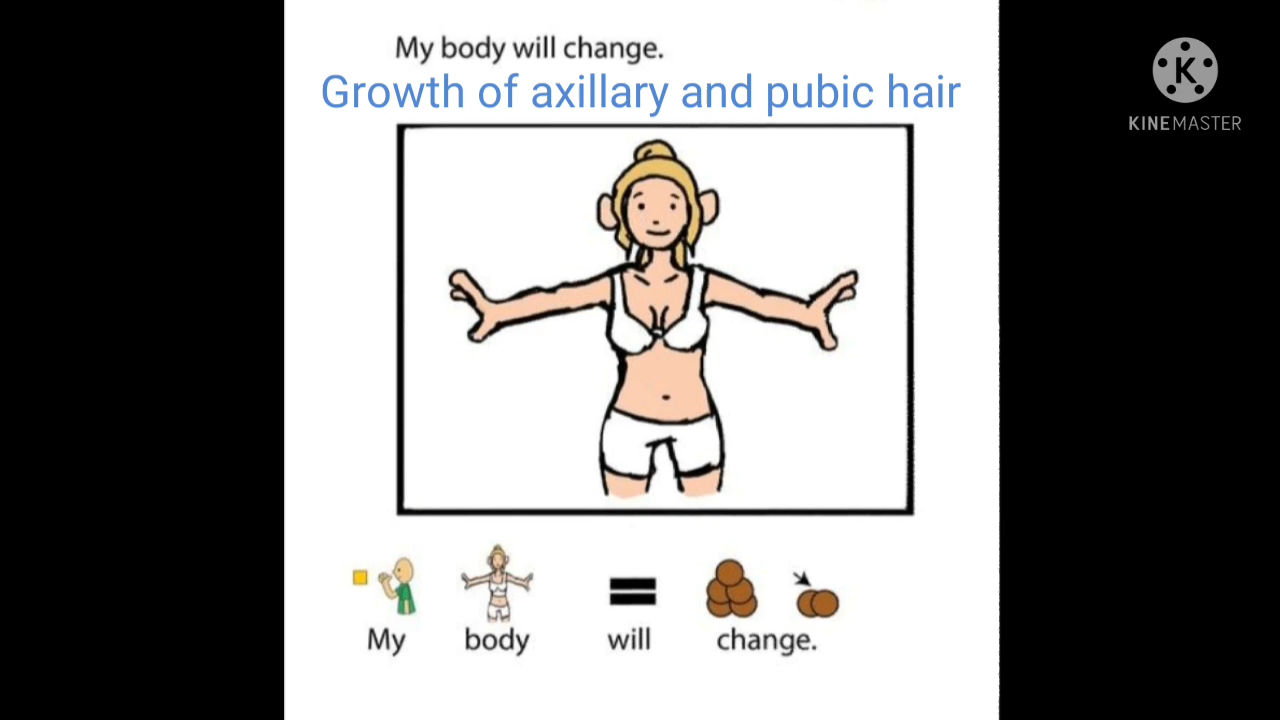 My body will change.
Growth of axillary and pubic hair
K
KINEMASTER
My body will change.